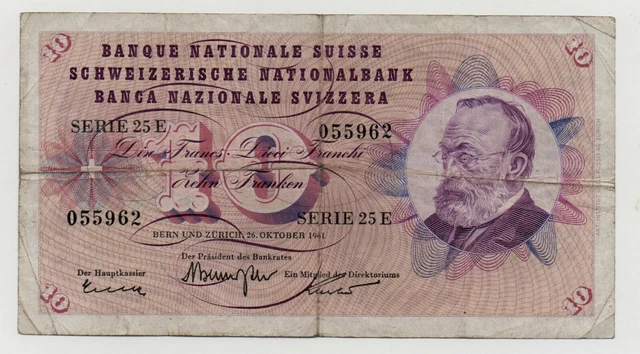 10 10
BANQUE NATIONALE SUISSE
SCHWEIZERISCHE NATIONALBANK
BANCA NAZIONALE SVIZZERA
SERIE 25 E 055962
10
Dix Francs · Dieci Franchi
Zehn Franken
055962 SERIE 25 E
BERN UND ZÜRICH, 26. OKTOBER 1961
Der Präsident des Bankrates
Der Hauptkassier Ein Mitglied des Direktoriums
10 10